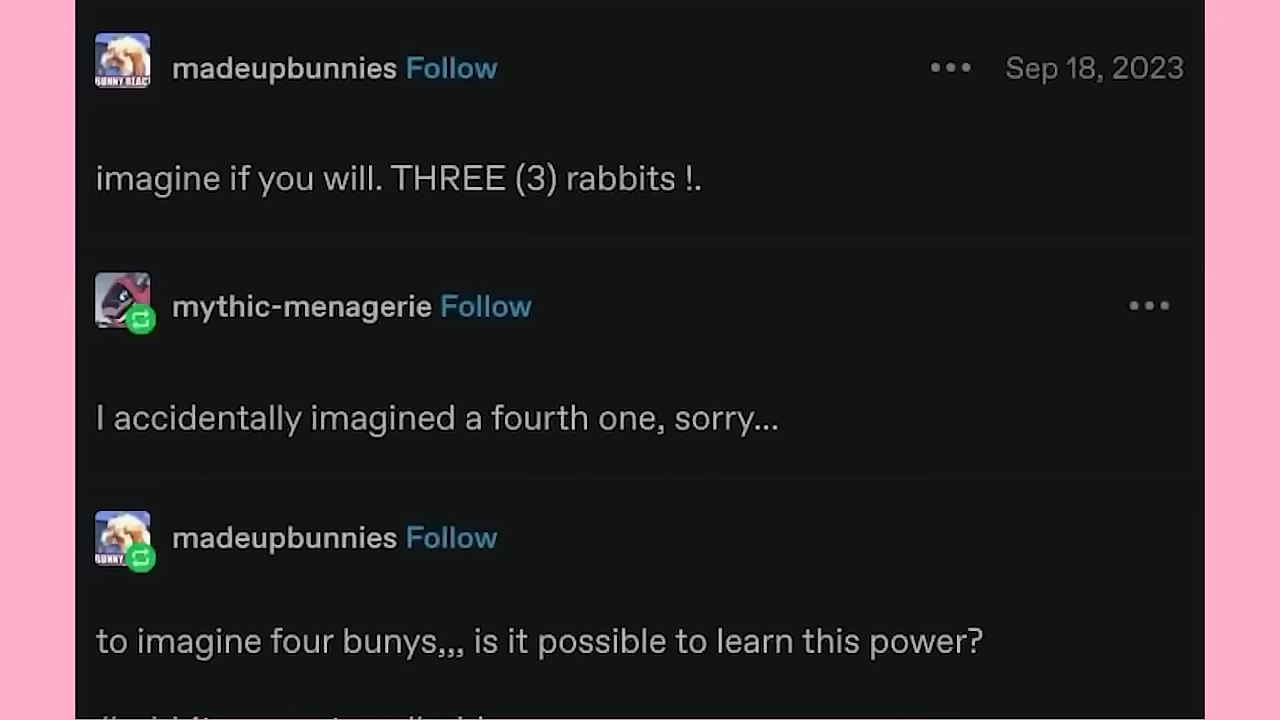 madeupbunnies Follow
••• Sep 18, 2023
imagine if you will. THREE (3) rabbits !.
mythic-menagerie Follow
•••
I accidentally imagined a fourth one, sorry...
madeupbunnies Follow
to imagine four bunys,,, is it possible to learn this power?